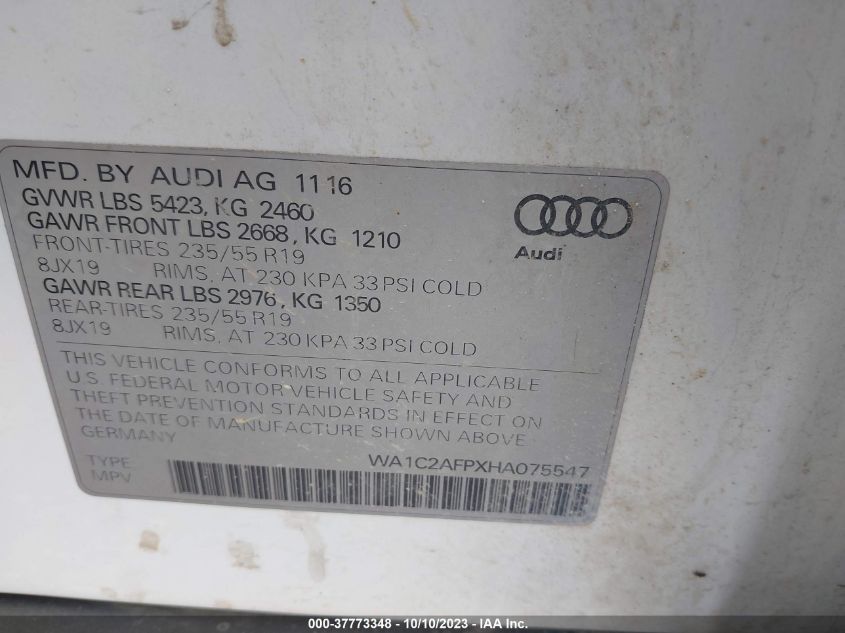 MFD. BY AUDI AG 1116
GVWR LBS 5423, KG 2460
GAWR FRONT LBS 2668, KG 1210
FRONT-TIRES 235/55 R19
8JX19 RIMS, AT 230 KPA 33 PSI COLD
GAWR REAR LBS 2976, KG 1350
REAR-TIRES 235/55 R19
8JX19 RIMS, AT 230 KPA 33 PSI COLD
Audi
THIS VEHICLE CONFORMS TO ALL APPLICABLE
U.S. FEDERAL MOTOR VEHICLE SAFETY AND
THEFT PREVENTION STANDARDS IN EFFECT ON
THE DATE OF MANUFACTURE SHOWN ABOVE
GERMANY
WA1C2AFPXHA075547
TYPE
MPV
000-37773348 - 10/10/2023 - IAA Inc.